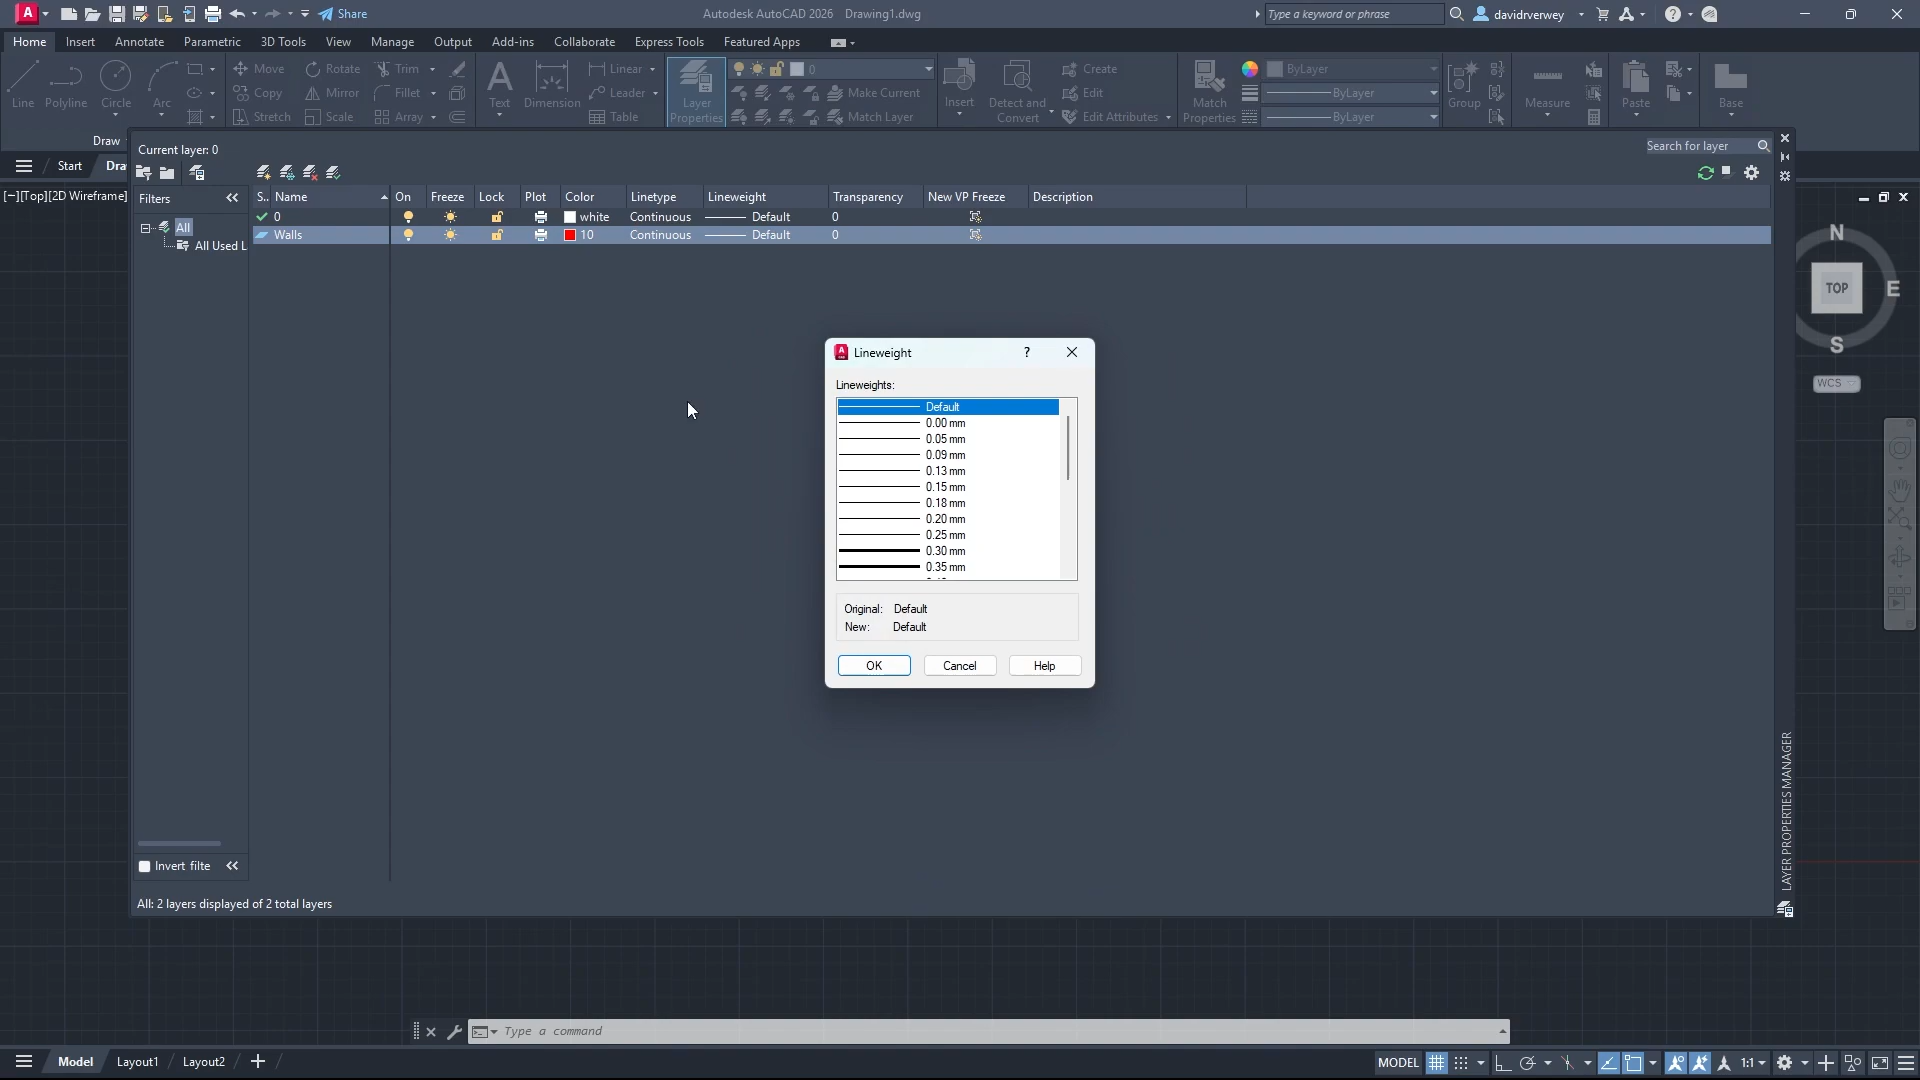 Share
Autodesk AutoCAD 2026 Drawing1.dwg
Type a keyword or phrase
davidrverwey
Home Insert Annotate Parametric 3D Tools View Manage Output Add-ins Collaborate Express Tools Featured Apps
Line Polyline Circle Arc
Move Rotate Trim
Copy Mirror Fillet
Stretch Scale Array
Text Dimension
Linear
Leader
Table
Layer
Properties
0
Make Current
Match Layer
Insert
Detect and
Convert
Create
Edit
Edit Attributes
Match
Properties
ByLayer
ByLayer
ByLayer
Group Measure Paste Base
Draw
Start
Dra
[−][Top][2D Wireframe]
Current layer: 0
Search for layer
Filters
S.. Name On Freeze Lock Plot Color Linetype Lineweight Transparency New VP Freeze Description
0 white Continuous Default 0
Walls 10 Continuous Default 0
All
All Used L
N
TOP
E
S
WCS
Lineweight
?
Lineweights:
Default
0.00 mm
0.05 mm
0.09 mm
0.13 mm
0.15 mm
0.18 mm
0.20 mm
0.25 mm
0.30 mm
0.35 mm
Original: Default
New: Default
OK Cancel Help
LAYER PROPERTIES MANAGER
Invert filte
All: 2 layers displayed of 2 total layers
Type a command
Model Layout1 Layout2
MODEL
1:1